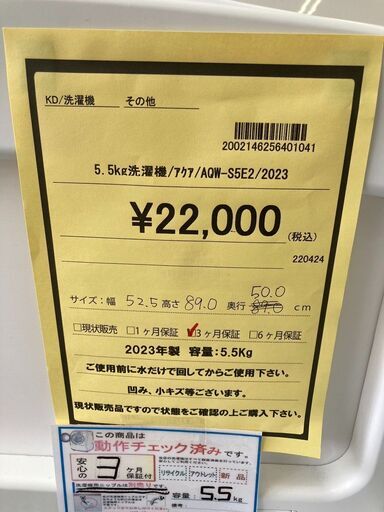 KD/洗濯機 その他
2002146256401041
5.5kg洗濯機/アクア/AQW-S5E2/2023
¥22,000(税込)
220424
50.0
サイズ:幅 52.5 高さ 89.0 奥行 89.0 cm
□現状販売 □1ヶ月保証 ☑3ヶ月保証 □6ヶ月保証
2023年製 容量:5.5Kg
ご使用前に水だけで回してからご使用下さい。
凹み、小キズ等ございます。
現状販売品ですので状態をご確認の上ご購入下さい。
この商品は
動作チェック済みです。
安心の 3 ヶ月保証付
リサイクル アウトレット 新品
容量: 5.5 kg
備考: